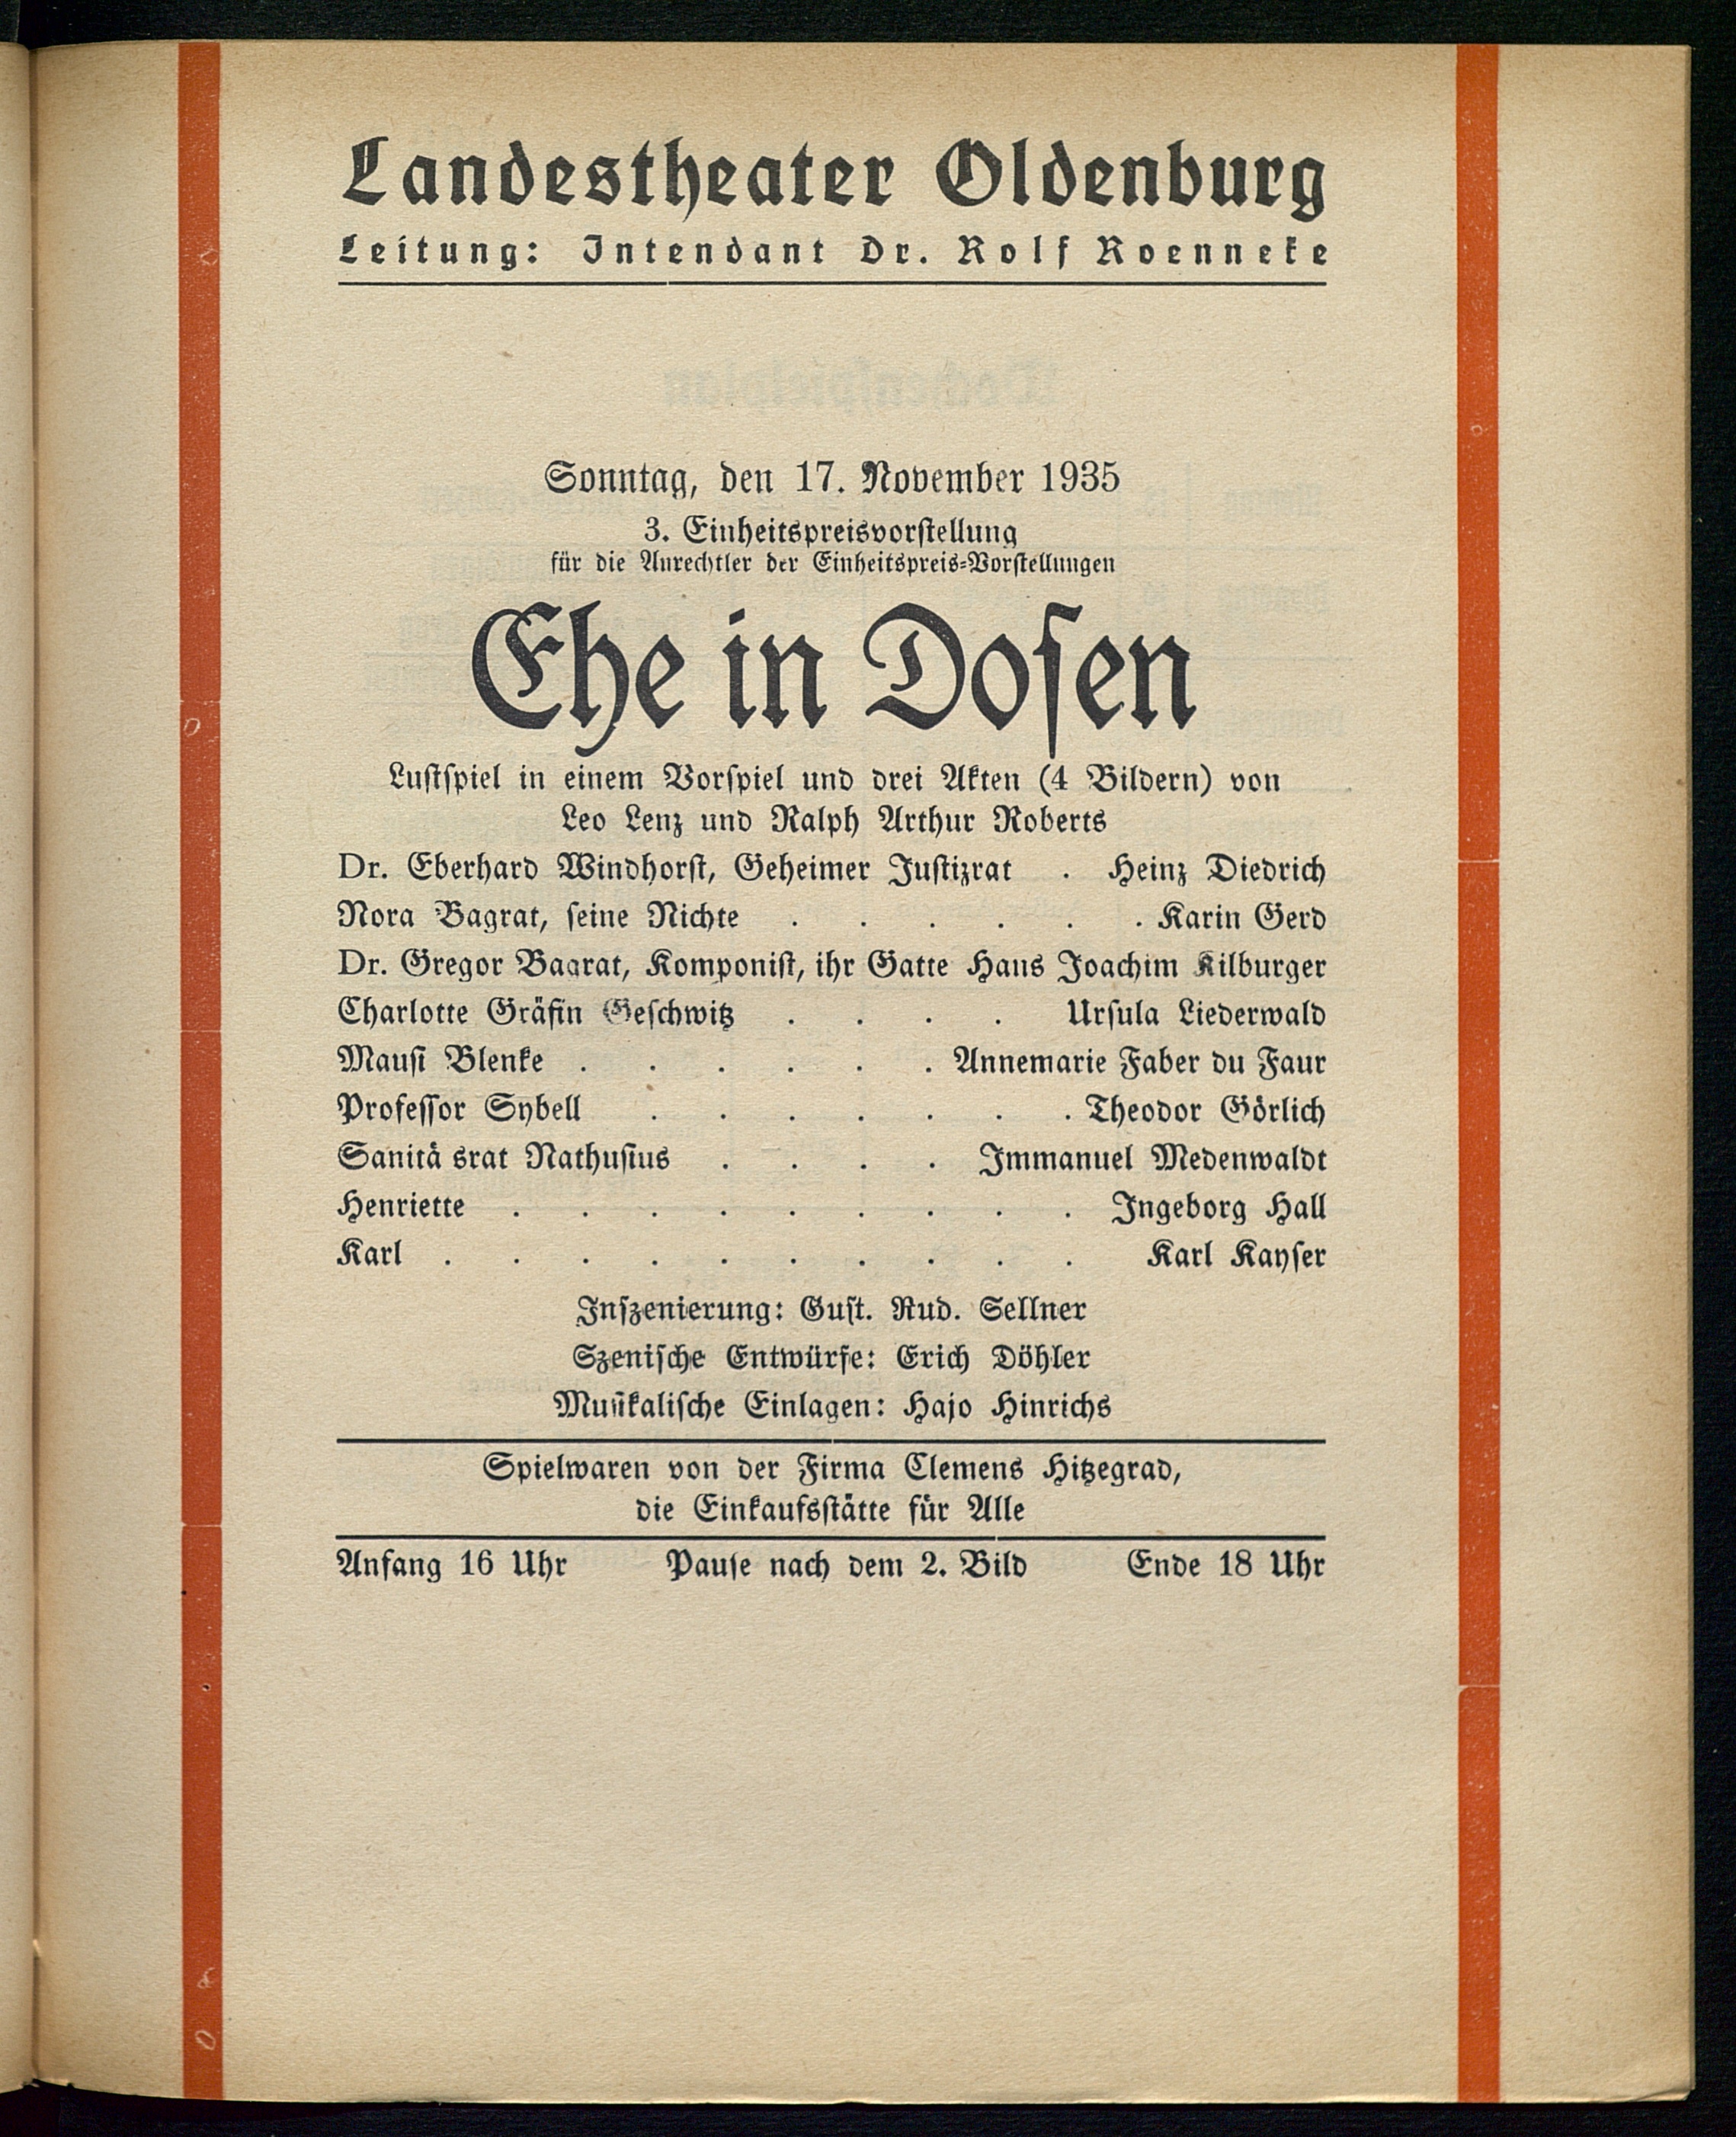 Landestheater Oldenburg
Leitung: Intendant Dr. Rolf Roenneke
Sonntag, den 17. November 1935
3. Einheitspreisvorstellung
für die Anrechtler der Einheitspreis-Vorstellungen
Ehe in Dosen
Lustspiel in einem Vorspiel und drei Akten (4 Bildern) von
Leo Lenz und Ralph Arthur Roberts
Dr. Eberhard Windhorst, Geheimer Justizrat . Heinz Diedrich
Nora Bagrat, seine Nichte . . . . . . Karin Gerd
Dr. Gregor Bagrat, Komponist, ihr Gatte Hans Joachim Kilburger
Charlotte Gräfin Geschwitz . . . . Ursula Liederwald
Mausi Blenke . . . . . . Annemarie Faber du Faur
Professor Sybell . . . . . . . Theodor Görlich
Sanitä srat Nathusius . . . . Immanuel Medenwaldt
Henriette . . . . . . . . . Ingeborg Hall
Karl . . . . . . . . . . Karl Kayser
Inszenierung: Gust. Rud. Sellner
Szenische Entwürfe: Erich Döhler
Musikalische Einlagen: Hajo Hinrichs
Spielwaren von der Firma Clemens Hitzegrad,
die Einkaufsstätte für Alle
Anfang 16 Uhr Pause nach dem 2. Bild Ende 18 Uhr